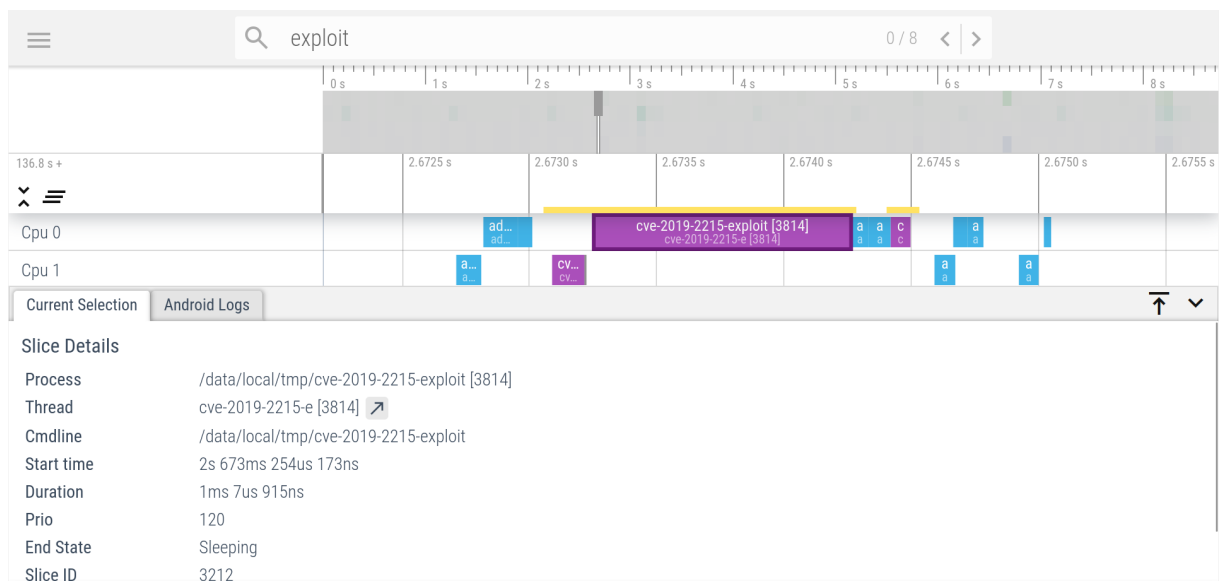 exploit 0 / 8
0 s 1 s 2 s 3 s 4 s 5 s 6 s 7 s 8 s
136.8 s + 2.6725 s 2.6730 s 2.6735 s 2.6740 s 2.6745 s 2.6750 s 2.6755 s
Cpu 0 ad... cve-2019-2215-exploit [3814] a a c a
ad... cve-2019-2215-e [3814] a a c a
Cpu 1 a... cv... a a
a... cv... a a
Current Selection Android Logs
Slice Details
Process /data/local/tmp/cve-2019-2215-exploit [3814]
Thread cve-2019-2215-e [3814]
Cmdline /data/local/tmp/cve-2019-2215-exploit
Start time 2s 673ms 254us 173ns
Duration 1ms 7us 915ns
Prio 120
End State Sleeping
Slice ID 3212